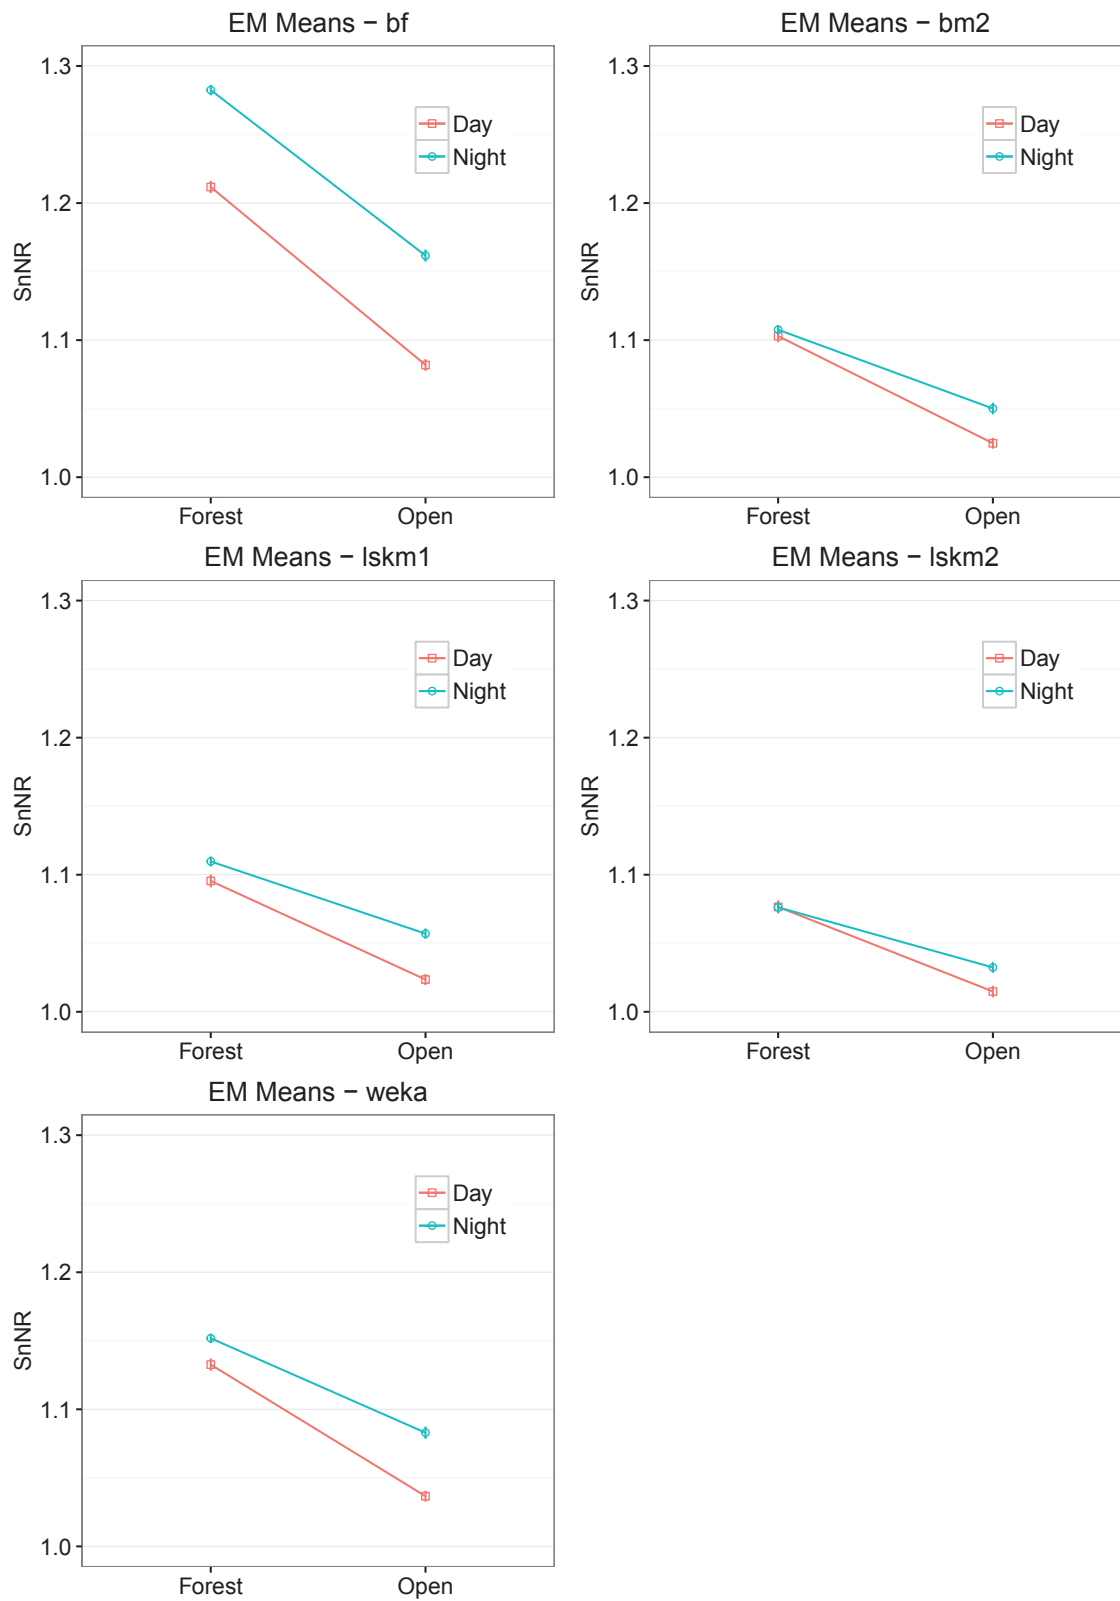 EM Means − bf
1.3
1.2
1.1
1.0
SnNR
Day
Night
Forest Open
EM Means − bm2
1.3
1.2
1.1
1.0
SnNR
Day
Night
Forest Open
EM Means − lskm1
1.3
1.2
1.1
1.0
SnNR
Day
Night
Forest Open
EM Means − lskm2
1.3
1.2
1.1
1.0
SnNR
Day
Night
Forest Open
EM Means − weka
1.3
1.2
1.1
1.0
SnNR
Day
Night
Forest Open